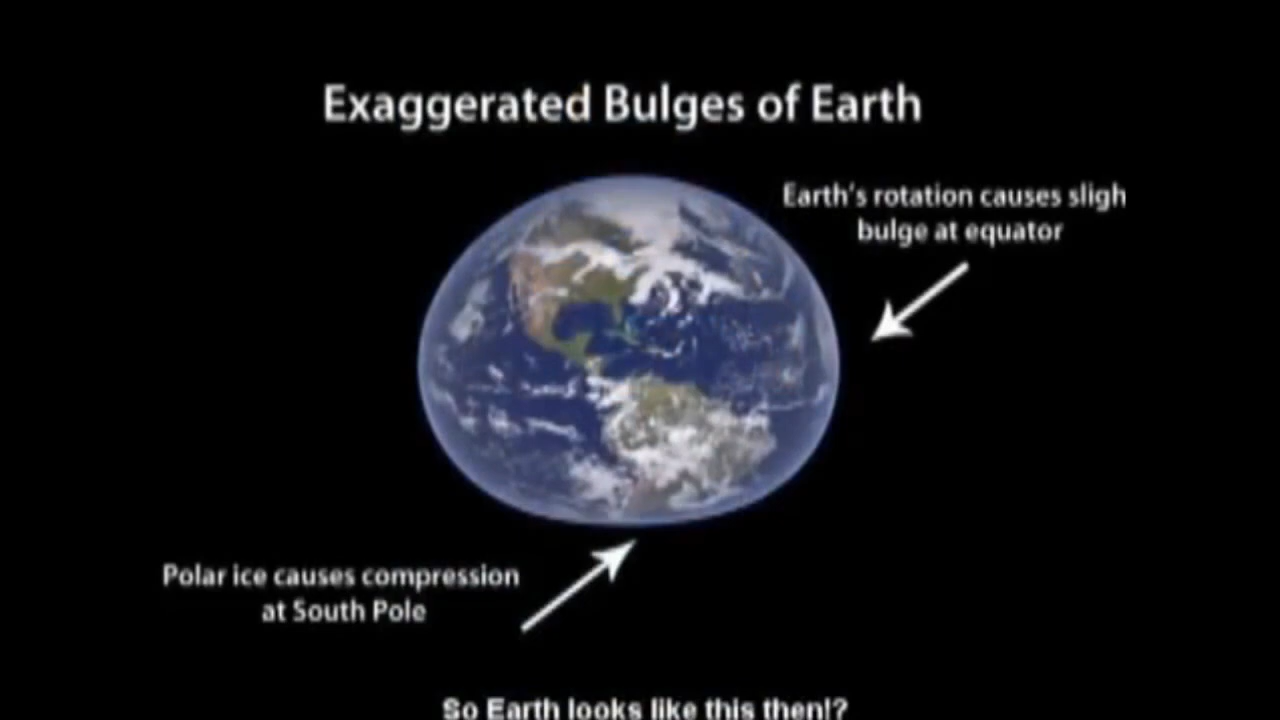 Exaggerated Bulges of Earth
Earth's rotation causes sligh
bulge at equator
Polar ice causes compression
at South Pole
So Earth looks like this then!?